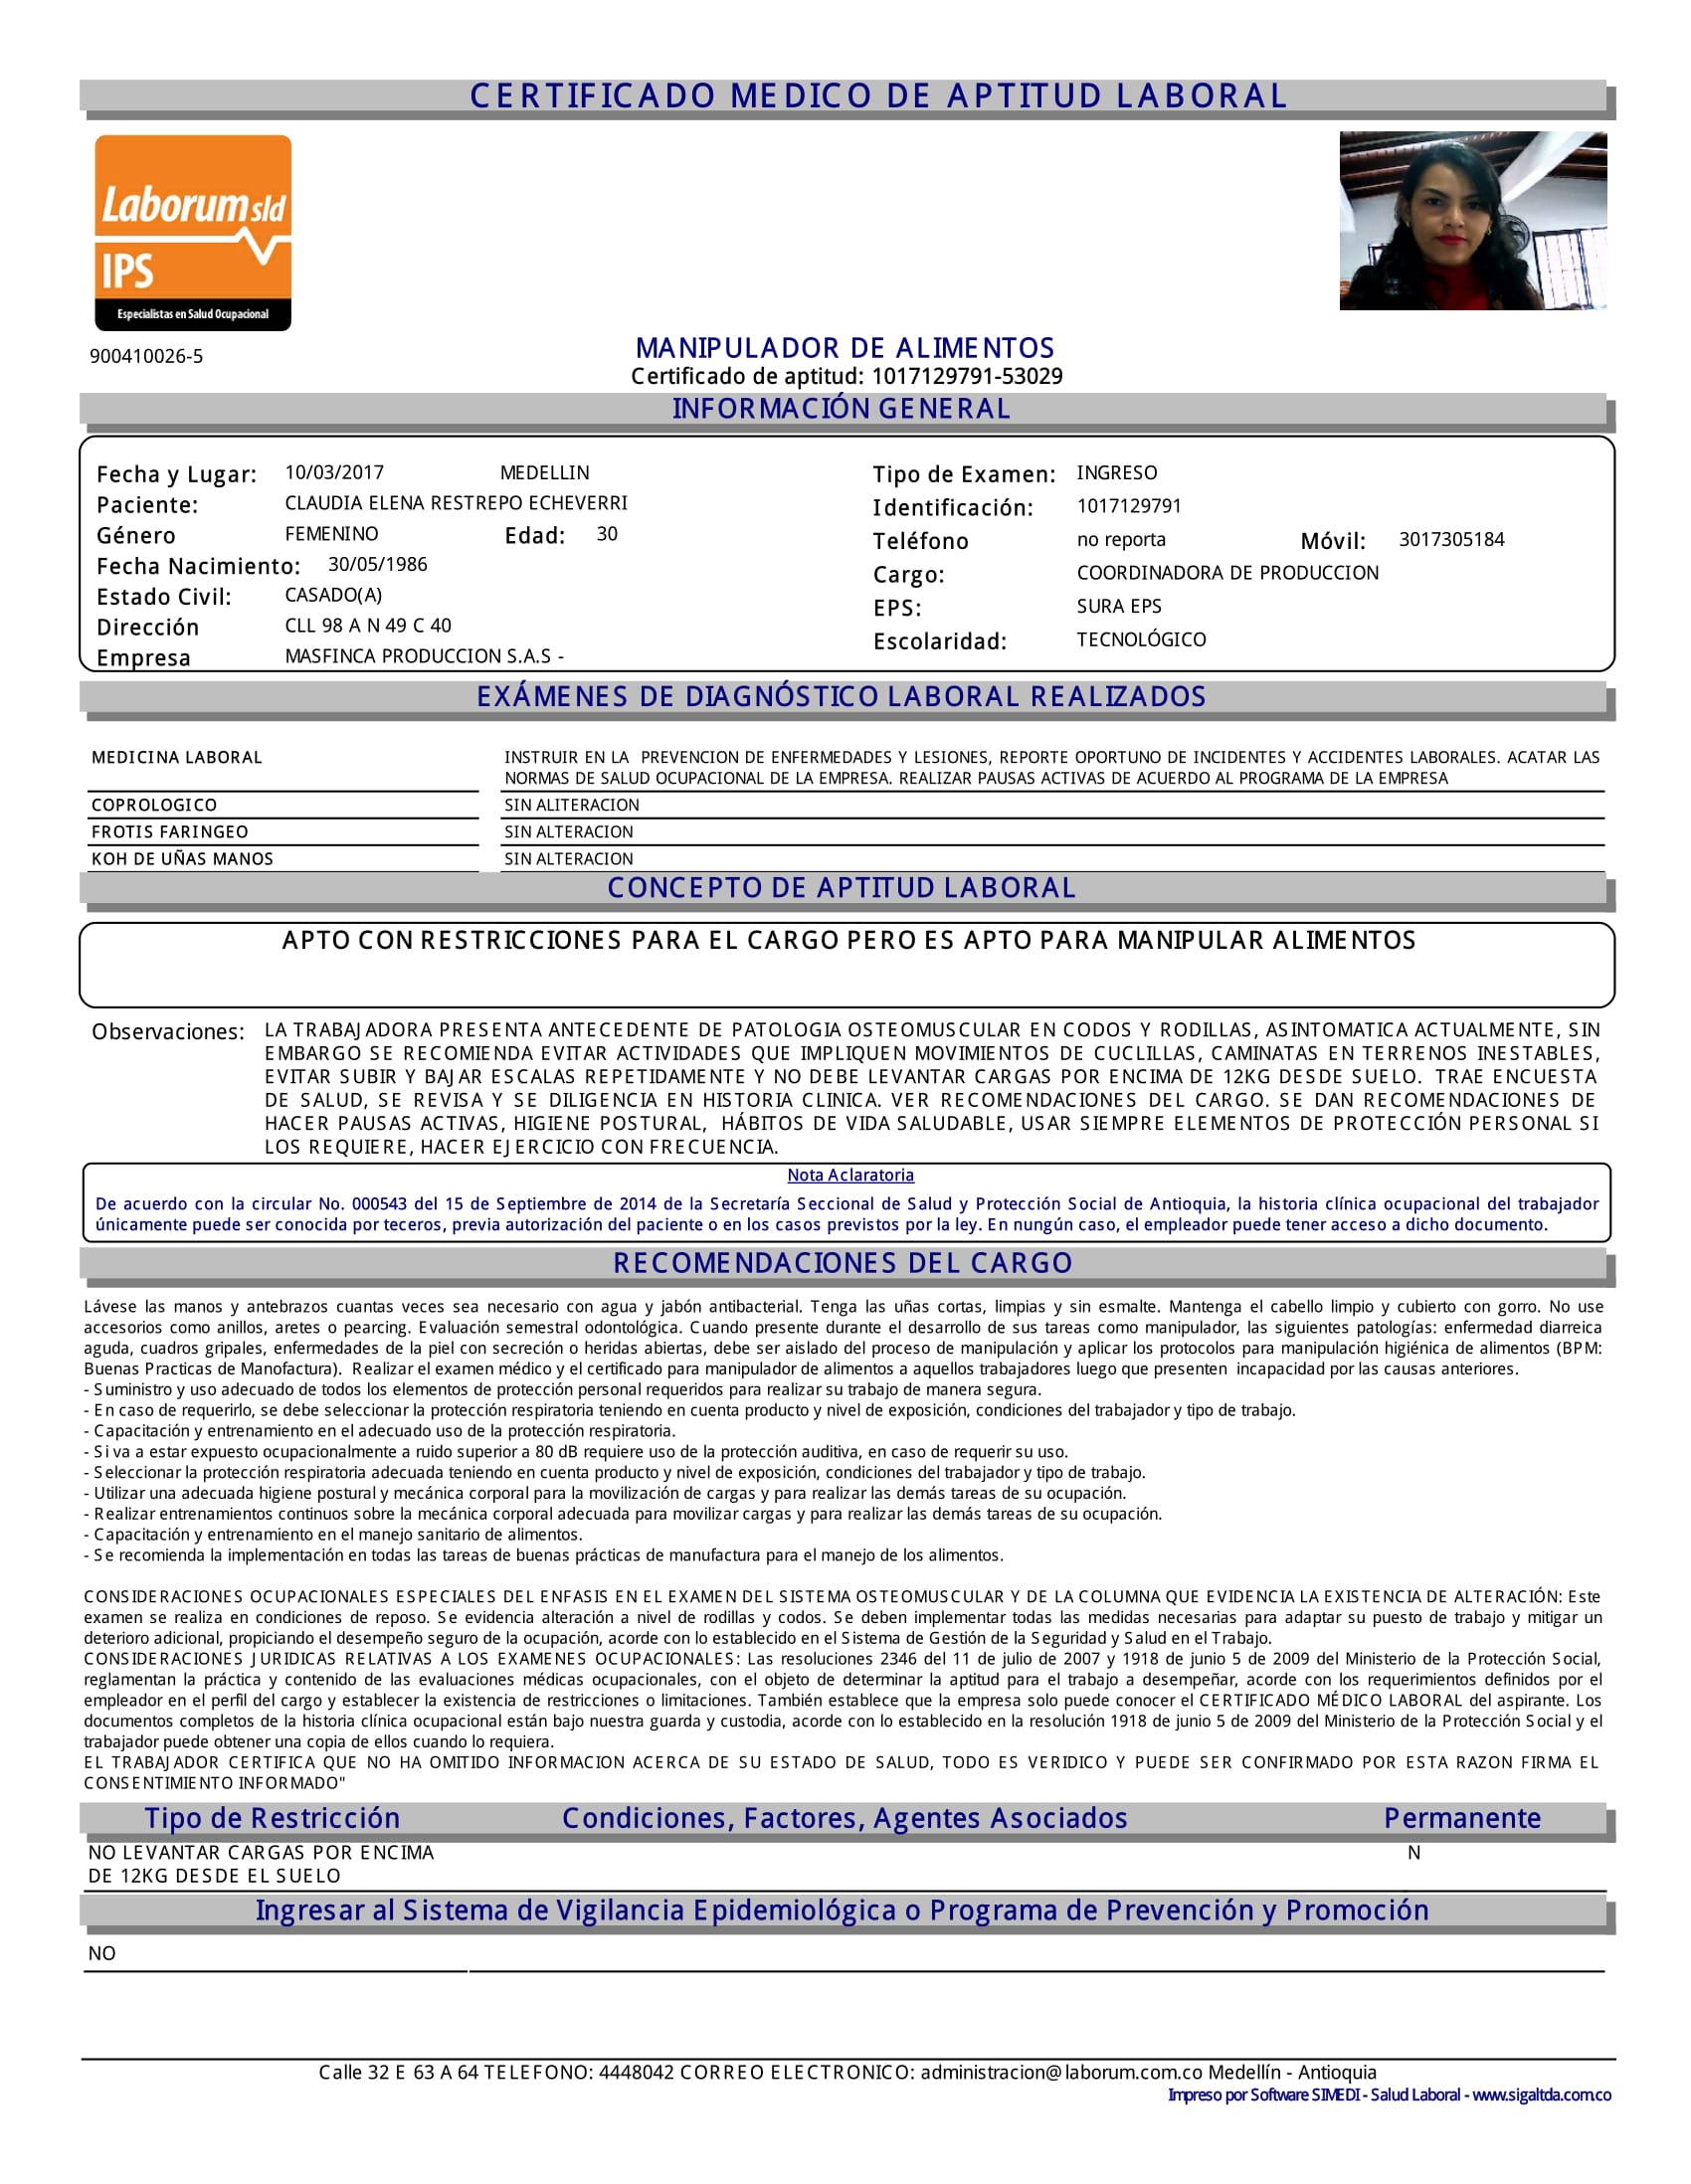 CERTIFICADO MEDICO DE APTITUD LABORAL
Laborum sld
IPS
Especialistas en Salud Ocupacional
900410026-5
MANIPULADOR DE ALIMENTOS
Certificado de aptitud: 1017129791-53029
INFORMACIÓN GENERAL
Fecha y Lugar: 10/03/2017 MEDELLIN
Paciente: CLAUDIA ELENA RESTREPO ECHEVERRI
Género FEMENINO Edad: 30
Fecha Nacimiento: 30/05/1986
Estado Civil: CASADO(A)
Dirección CLL 98 A N 49 C 40
Empresa MASFINCA PRODUCCION S.A.S -
Tipo de Examen: INGRESO
Identificación: 1017129791
Teléfono no reporta Móvil: 3017305184
Cargo: COORDINADORA DE PRODUCCION
EPS: SURA EPS
Escolaridad: TECNOLÓGICO
EXÁMENES DE DIAGNÓSTICO LABORAL REALIZADOS
MEDICINA LABORAL INSTRUIR EN LA PREVENCION DE ENFERMEDADES Y LESIONES, REPORTE OPORTUNO DE INCIDENTES Y ACCIDENTES LABORALES. ACATAR LAS
NORMAS DE SALUD OCUPACIONAL DE LA EMPRESA. REALIZAR PAUSAS ACTIVAS DE ACUERDO AL PROGRAMA DE LA EMPRESA
COPROLOGICO SIN ALITERACION
FROTIS FARINGEO SIN ALTERACION
KOH DE UÑAS MANOS SIN ALTERACION
CONCEPTO DE APTITUD LABORAL
APTO CON RESTRICCIONES PARA EL CARGO PERO ES APTO PARA MANIPULAR ALIMENTOS
Observaciones: LA TRABAJADORA PRESENTA ANTECEDENTE DE PATOLOGIA OSTEOMUSCULAR EN CODOS Y RODILLAS, ASINTOMATICA ACTUALMENTE, SIN
EMBARGO SE RECOMIENDA EVITAR ACTIVIDADES QUE IMPLIQUEN MOVIMIENTOS DE CUCLILLAS, CAMINATAS EN TERRENOS INESTABLES,
EVITAR SUBIR Y BAJAR ESCALAS REPETIDAMENTE Y NO DEBE LEVANTAR CARGAS POR ENCIMA DE 12KG DESDE SUELO. TRAE ENCUESTA
DE SALUD, SE REVISA Y SE DILIGENCIA EN HISTORIA CLINICA. VER RECOMENDACIONES DEL CARGO. SE DAN RECOMENDACIONES DE
HACER PAUSAS ACTIVAS, HIGIENE POSTURAL, HÁBITOS DE VIDA SALUDABLE, USAR SIEMPRE ELEMENTOS DE PROTECCIÓN PERSONAL SI
LOS REQUIERE, HACER EJERCICIO CON FRECUENCIA.
Nota Aclaratoria
De acuerdo con la circular No. 000543 del 15 de Septiembre de 2014 de la Secretaría Seccional de Salud y Protección Social de Antioquia, la historia clínica ocupacional del trabajador
únicamente puede ser conocida por teceros, previa autorización del paciente o en los casos previstos por la ley. En nungún caso, el empleador puede tener acceso a dicho documento.
RECOMENDACIONES DEL CARGO
Lávese las manos y antebrazos cuantas veces sea necesario con agua y jabón antibacterial. Tenga las uñas cortas, limpias y sin esmalte. Mantenga el cabello limpio y cubierto con gorro. No use
accesorios como anillos, aretes o pearcing. Evaluación semestral odontológica. Cuando presente durante el desarrollo de sus tareas como manipulador, las siguientes patologías: enfermedad diarreica
aguda, cuadros gripales, enfermedades de la piel con secreción o heridas abiertas, debe ser aislado del proceso de manipulación y aplicar los protocolos para manipulación higiénica de alimentos (BPM:
Buenas Practicas de Manofactura). Realizar el examen médico y el certificado para manipulador de alimentos a aquellos trabajadores luego que presenten incapacidad por las causas anteriores.
- Suministro y uso adecuado de todos los elementos de protección personal requeridos para realizar su trabajo de manera segura.
- En caso de requerirlo, se debe seleccionar la protección respiratoria teniendo en cuenta producto y nivel de exposición, condiciones del trabajador y tipo de trabajo.
- Capacitación y entrenamiento en el adecuado uso de la protección respiratoria.
- Si va a estar expuesto ocupacionalmente a ruido superior a 80 dB requiere uso de la protección auditiva, en caso de requerir su uso.
- Seleccionar la protección respiratoria adecuada teniendo en cuenta producto y nivel de exposición, condiciones del trabajador y tipo de trabajo.
- Utilizar una adecuada higiene postural y mecánica corporal para la movilización de cargas y para realizar las demás tareas de su ocupación.
- Realizar entrenamientos continuos sobre la mecánica corporal adecuada para movilizar cargas y para realizar las demás tareas de su ocupación.
- Capacitación y entrenamiento en el manejo sanitario de alimentos.
- Se recomienda la implementación en todas las tareas de buenas prácticas de manufactura para el manejo de los alimentos.
CONSIDERACIONES OCUPACIONALES ESPECIALES DEL ENFASIS EN EL EXAMEN DEL SISTEMA OSTEOMUSCULAR Y DE LA COLUMNA QUE EVIDENCIA LA EXISTENCIA DE ALTERACIÓN: Este
examen se realiza en condiciones de reposo. Se evidencia alteración a nivel de rodillas y codos. Se deben implementar todas las medidas necesarias para adaptar su puesto de trabajo y mitigar un
deterioro adicional, propiciando el desempeño seguro de la ocupación, acorde con lo establecido en el Sistema de Gestión de la Seguridad y Salud en el Trabajo.
CONSIDERACIONES JURIDICAS RELATIVAS A LOS EXAMENES OCUPACIONALES: Las resoluciones 2346 del 11 de julio de 2007 y 1918 de junio 5 de 2009 del Ministerio de la Protección Social,
reglamentan la práctica y contenido de las evaluaciones médicas ocupacionales, con el objeto de determinar la aptitud para el trabajo a desempeñar, acorde con los requerimientos definidos por el
empleador en el perfil del cargo y establecer la existencia de restricciones o limitaciones. También establece que la empresa solo puede conocer el CERTIFICADO MÉDICO LABORAL del aspirante. Los
documentos completos de la historia clínica ocupacional están bajo nuestra guarda y custodia, acorde con lo establecido en la resolución 1918 de junio 5 de 2009 del Ministerio de la Protección Social y el
trabajador puede obtener una copia de ellos cuando lo requiera.
EL TRABAJADOR CERTIFICA QUE NO HA OMITIDO INFORMACION ACERCA DE SU ESTADO DE SALUD, TODO ES VERIDICO Y PUEDE SER CONFIRMADO POR ESTA RAZON FIRMA EL
CONSENTIMIENTO INFORMADO"
Tipo de Restricción Condiciones, Factores, Agentes Asociados Permanente
NO LEVANTAR CARGAS POR ENCIMA N
DE 12KG DESDE EL SUELO
Ingresar al Sistema de Vigilancia Epidemiológica o Programa de Prevención y Promoción
NO
Calle 32 E 63 A 64 TELEFONO: 4448042 CORREO ELECTRONICO: administracion@laborum.com.co Medellín - Antioquia
Impreso por Software SIMEDI - Salud Laboral - www.sigaltda.com.co